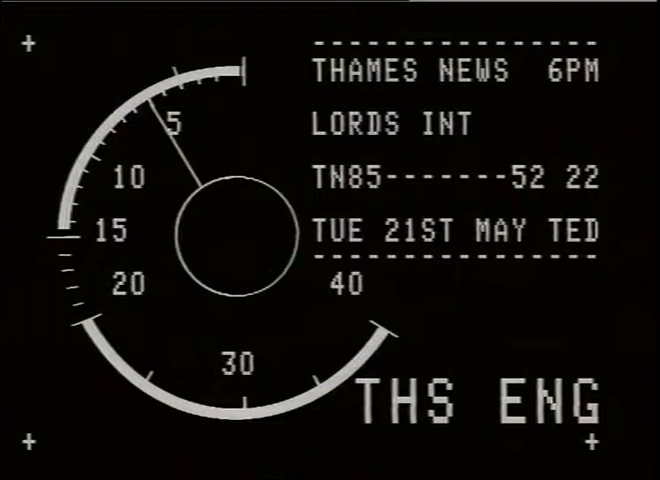 THAMES NEWS 6PM
LORDS INT
TN85-------52 22
TUE 21ST MAY TED
5
10
15
20
30
40
THS ENG